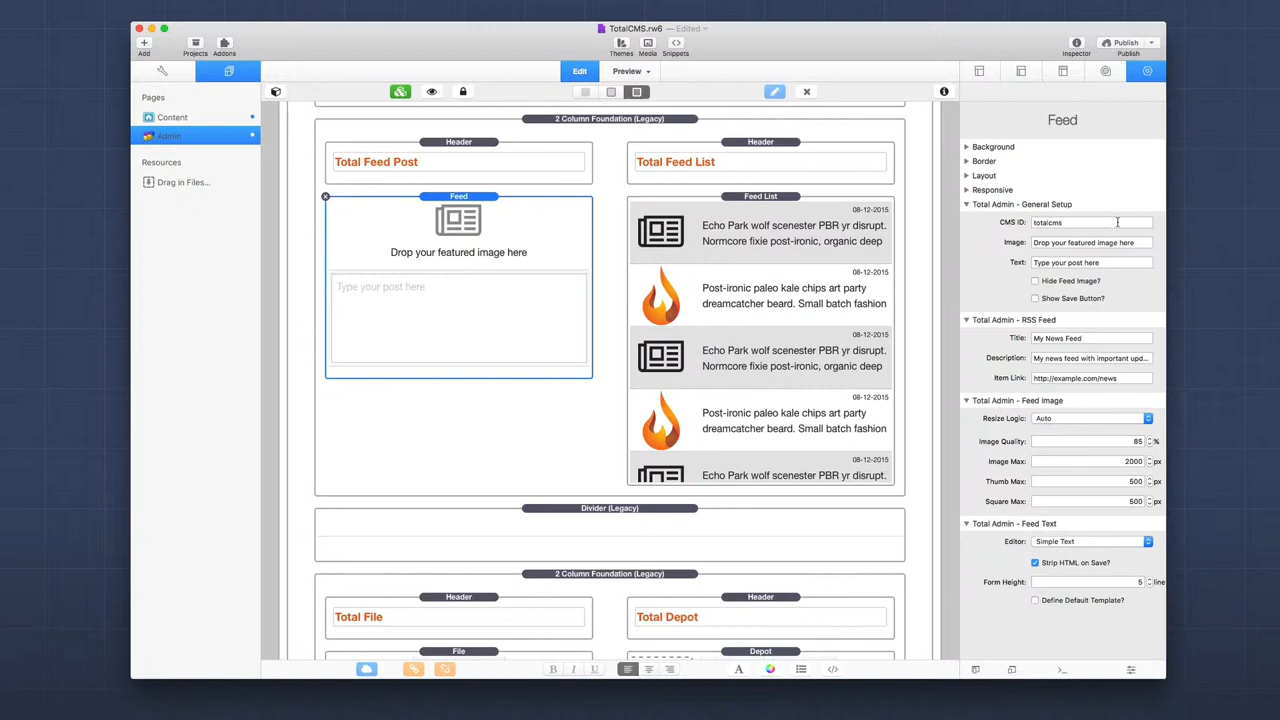 TotalCMS.rw6 — Edited
Add
Projects
Addons
Themes
Media
Snippets
Inspector
Publish
Publish
Edit
Preview
Pages
Content
Admin
Resources
Drag in Files...
2 Column Foundation (Legacy)
Header
Total Feed Post
Header
Total Feed List
Feed
Drop your featured image here
Type your post here
Feed List
08-12-2015
Echo Park wolf scenester PBR yr disrupt.
Normcore fixie post-ironic, organic deep
08-12-2015
Post-ironic paleo kale chips art party
dreamcatcher beard. Small batch fashion
08-12-2015
Echo Park wolf scenester PBR yr disrupt.
Normcore fixie post-ironic, organic deep
08-12-2015
Post-ironic paleo kale chips art party
dreamcatcher beard. Small batch fashion
08-12-2015
Echo Park wolf scenester PBR yr disrupt.
Divider (Legacy)
2 Column Foundation (Legacy)
Header
Total File
Header
Total Depot
File
Depot
B I U
A
Feed
Background
Border
Layout
Responsive
Total Admin - General Setup
CMS ID: totalcms
Image: Drop your featured image here
Text: Type your post here
Hide Feed Image?
Show Save Button?
Total Admin - RSS Feed
Title: My News Feed
Description: My news feed with important upd...
Item Link: http://example.com/news
Total Admin - Feed Image
Resize Logic: Auto
Image Quality: 85 %
Image Max: 2000 px
Thumb Max: 500 px
Square Max: 500 px
Total Admin - Feed Text
Editor: Simple Text
Strip HTML on Save?
Form Height: 5 line
Define Default Template?